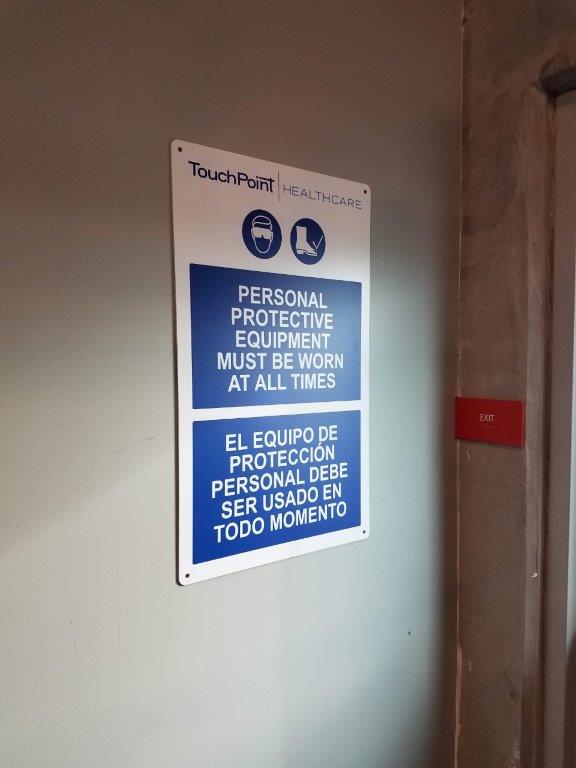 TouchPoint | HEALTHCARE
PERSONAL
PROTECTIVE
EQUIPMENT
MUST BE WORN
AT ALL TIMES
EL EQUIPO DE
PROTECCIÓN
PERSONAL DEBE
SER USADO EN
TODO MOMENTO
EXIT